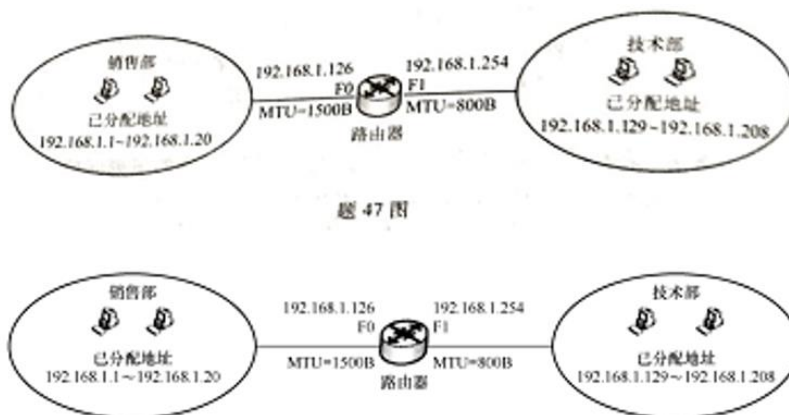 销售部
192.168.1.126
F0
MTU=1500B
路由器
192.168.1.254
F1
MTU=800B
技术部
已分配地址
192.168.1.1~192.168.1.20
已分配地址
192.168.1.129~192.168.1.208
题 47 图
销售部
192.168.1.126
F0
MTU=1500B
路由器
192.168.1.254
F1
MTU=800B
技术部
已分配地址
192.168.1.1～192.168.1.20
已分配地址
192.168.1.129～192.168.1.208